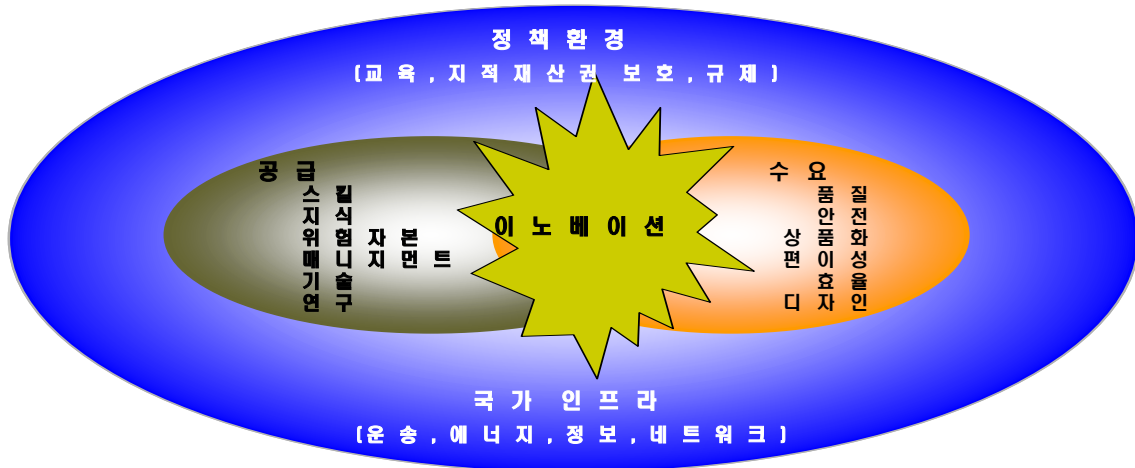 정책환경
(교육,지적재산권 보호,규제)
공급
스킬
지식
위험자본
매니지먼트
기술
연구
이노베이션
수요
품질
안전
상품화
편이성
효율
디자인
국가 인프라
(운송,에너지,정보,네트워크)